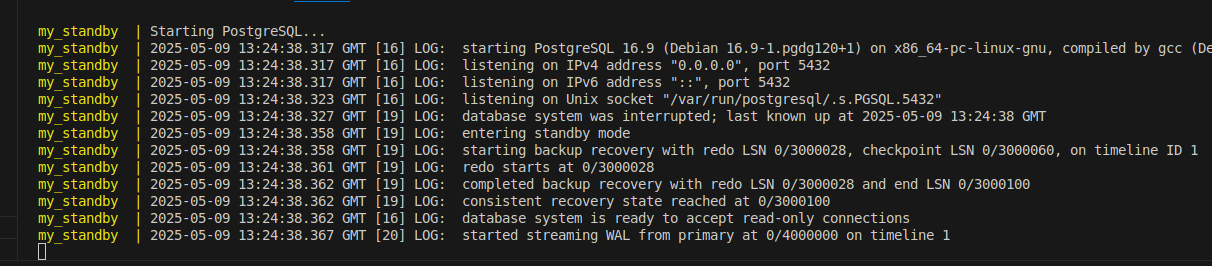 my_standby  | Starting PostgreSQL...
my_standby  | 2025-05-09 13:24:38.317 GMT [16] LOG:  starting PostgreSQL 16.9 (Debian 16.9-1.pgdg120+1) on x86_64-pc-linux-gnu, compiled by gcc (De
my_standby  | 2025-05-09 13:24:38.317 GMT [16] LOG:  listening on IPv4 address "0.0.0.0", port 5432
my_standby  | 2025-05-09 13:24:38.317 GMT [16] LOG:  listening on IPv6 address "::", port 5432
my_standby  | 2025-05-09 13:24:38.323 GMT [16] LOG:  listening on Unix socket "/var/run/postgresql/.s.PGSQL.5432"
my_standby  | 2025-05-09 13:24:38.327 GMT [19] LOG:  database system was interrupted; last known up at 2025-05-09 13:24:38 GMT
my_standby  | 2025-05-09 13:24:38.358 GMT [19] LOG:  entering standby mode
my_standby  | 2025-05-09 13:24:38.358 GMT [19] LOG:  starting backup recovery with redo LSN 0/3000028, checkpoint LSN 0/3000060, on timeline ID 1
my_standby  | 2025-05-09 13:24:38.361 GMT [19] LOG:  redo starts at 0/3000028
my_standby  | 2025-05-09 13:24:38.362 GMT [19] LOG:  completed backup recovery with redo LSN 0/3000028 and end LSN 0/3000100
my_standby  | 2025-05-09 13:24:38.362 GMT [19] LOG:  consistent recovery state reached at 0/3000100
my_standby  | 2025-05-09 13:24:38.362 GMT [16] LOG:  database system is ready to accept read-only connections
my_standby  | 2025-05-09 13:24:38.367 GMT [20] LOG:  started streaming WAL from primary at 0/4000000 on timeline 1